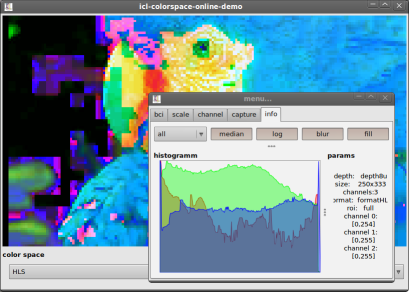 icl-colorspace-online-demo
menu...
bci scale channel capture info
all median log blur fill
histogramm params
depth: depth8u
size: 250x333
channels:3
ormat: formatHL
roi: full
channel 0:
[0,254]
channel 1:
[0,255]
channel 2:
[0,255]
color space
HLS